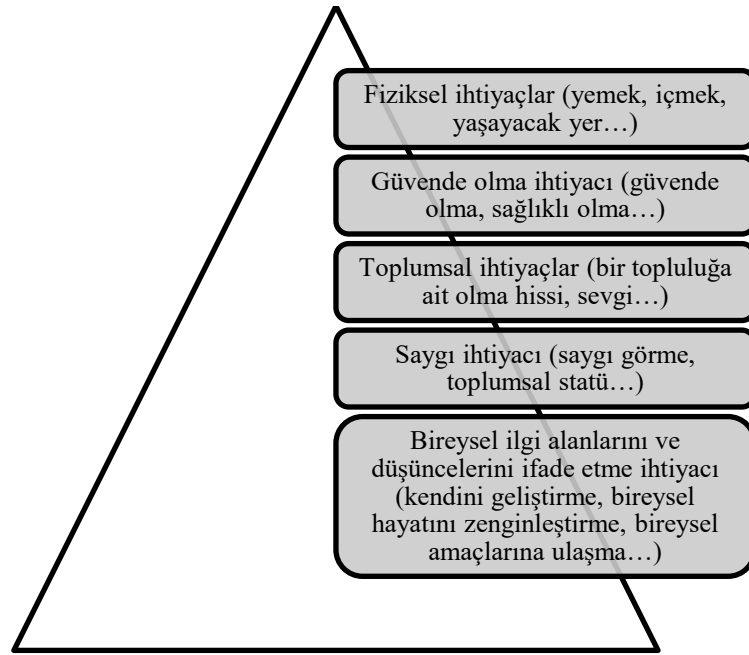 Fiziksel ihtiyaçlar (yemek, içmek,
yaşayacak yer…)
Güvende olma ihtiyacı (güvende
olma, sağlıklı olma…)
Toplumsal ihtiyaçlar (bir topluluğa
ait olma hissi, sevgi…)
Saygı ihtiyacı (saygı görme,
toplumsal statü…)
Bireysel ilgi alanlarını ve
düşüncelerini ifade etme ihtiyacı
(kendini geliştirme, bireysel
hayatını zenginleştirme, bireysel
amaçlarına ulaşma…)